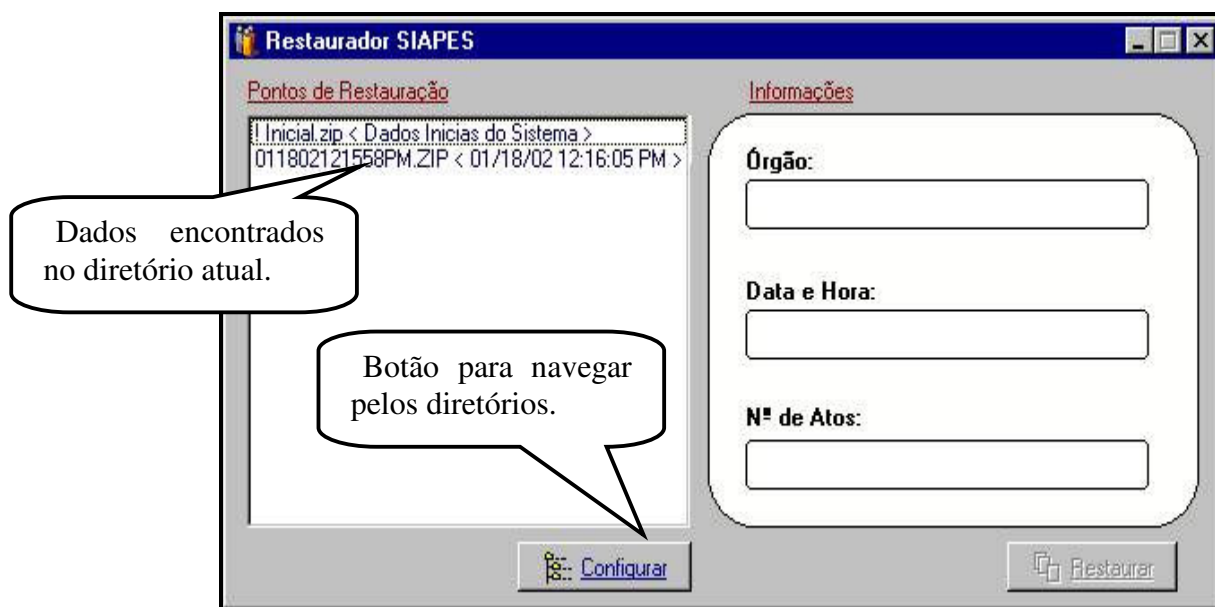 Restaurador SIAPES
Pontos de Restauração
! Inicial.zip < Dados Inicias do Sistema >
011802121558PM.ZIP < 01/18/02 12:16:05 PM >
Dados encontrados
no diretório atual.
Botão para navegar
pelos diretórios.
Configurar
Informações
Órgão:
Data e Hora:
Nº de Atos:
Restaurar